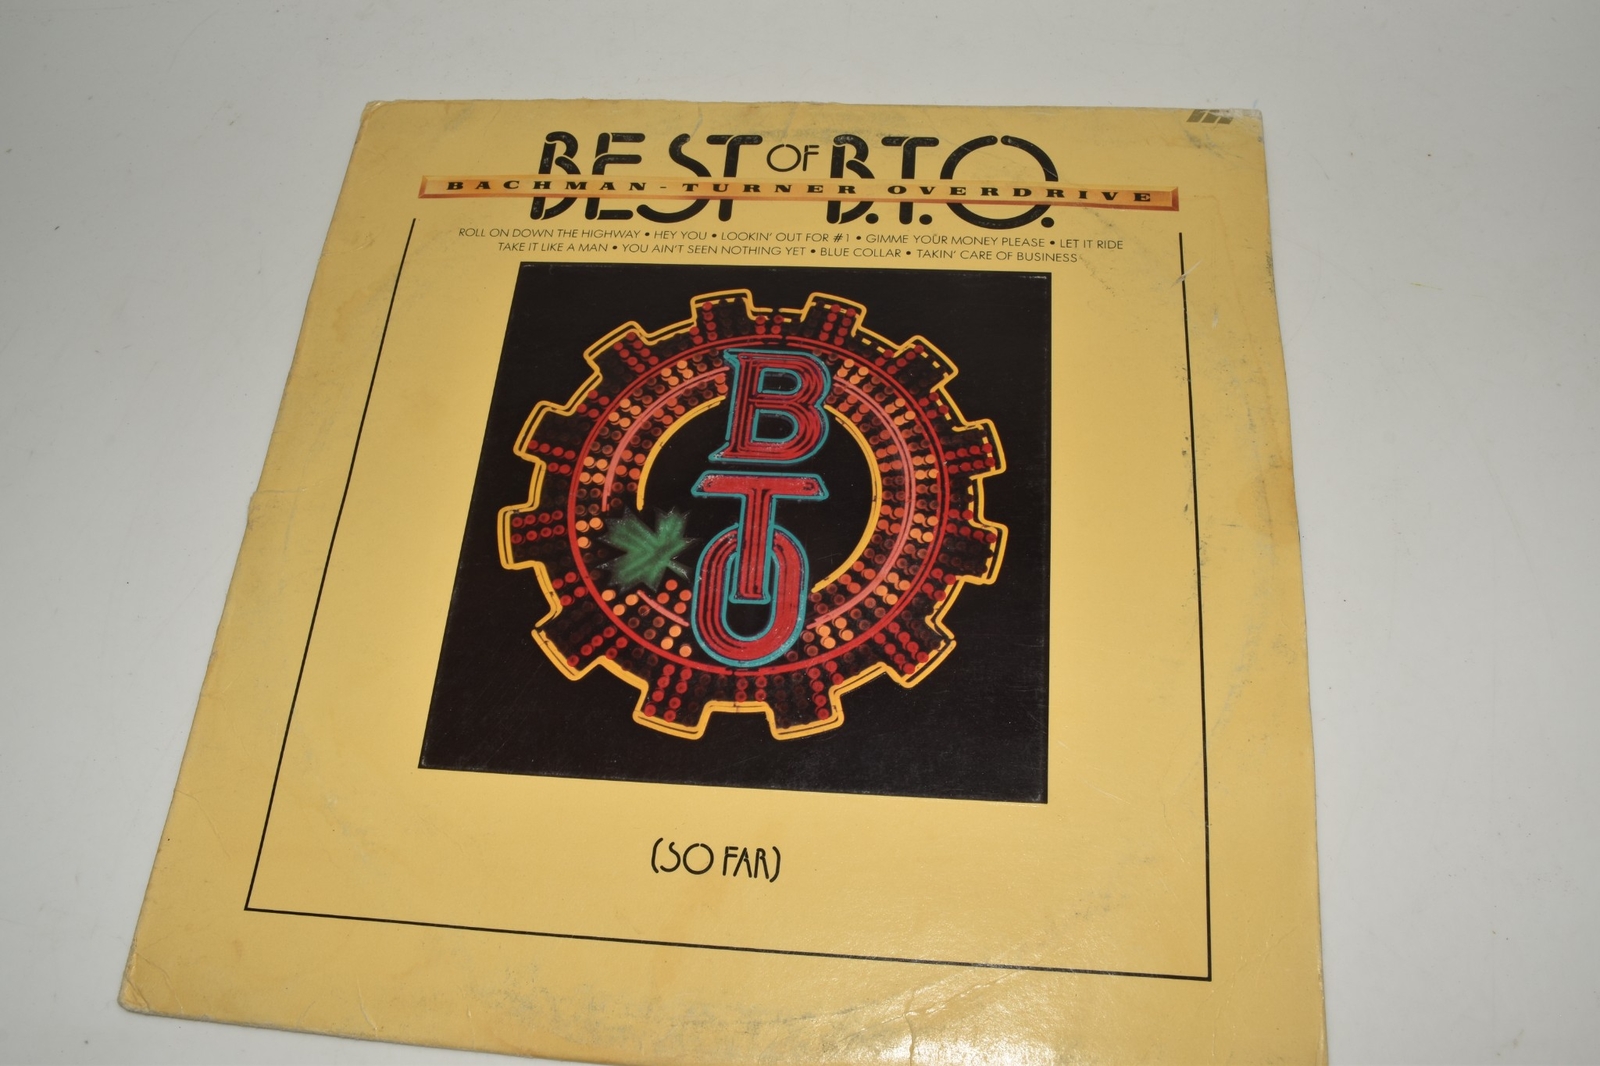 BEST OF B.T.O.
BACHMAN - TURNER OVERDRIVE
ROLL ON DOWN THE HIGHWAY • HEY YOU • LOOKIN' OUT FOR #1 • GIMME YOUR MONEY PLEASE • LET IT RIDE
TAKE IT LIKE A MAN • YOU AIN'T SEEN NOTHING YET • BLUE COLLAR • TAKIN' CARE OF BUSINESS
B
T
O
(SO FAR)